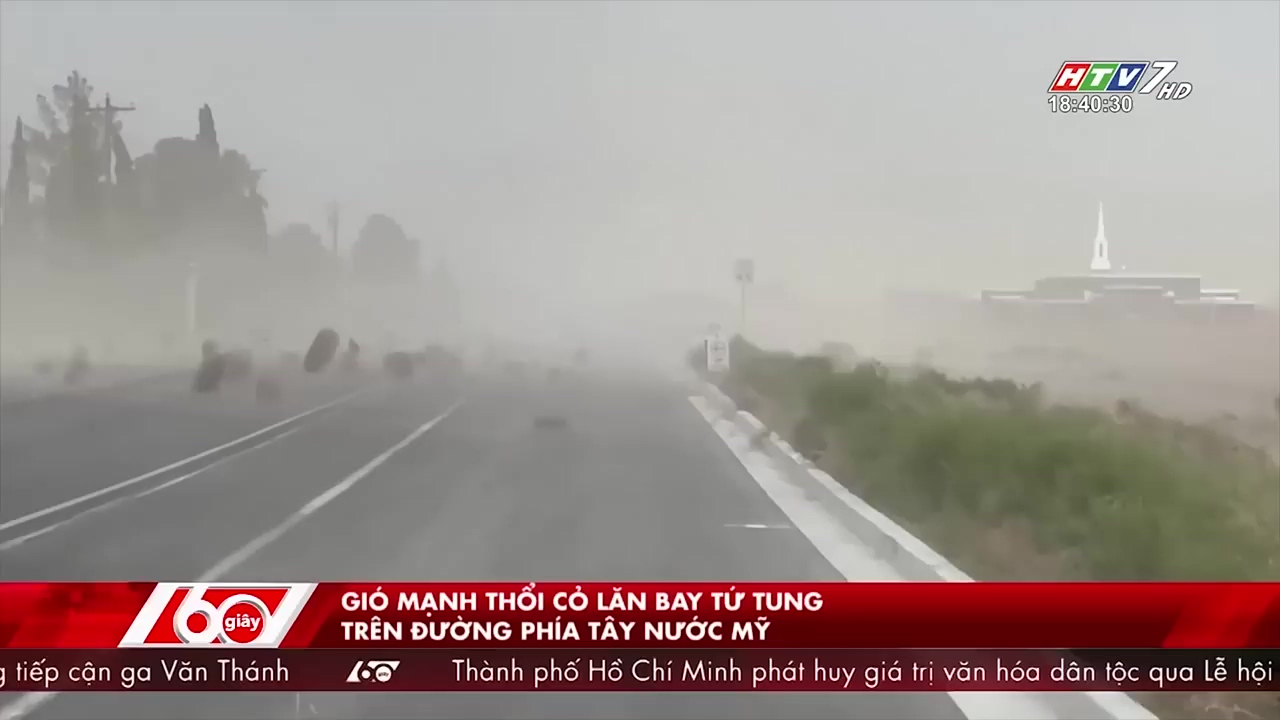 HTV7 HD
18:40:30
60 giây
GIÓ MẠNH THỔI CỎ LĂN BAY TỨ TUNG
TRÊN ĐƯỜNG PHÍA TÂY NƯỚC MỸ
g tiếp cận ga Văn Thánh 60 giây Thành phố Hồ Chí Minh phát huy giá trị văn hóa dân tộc qua Lễ hội